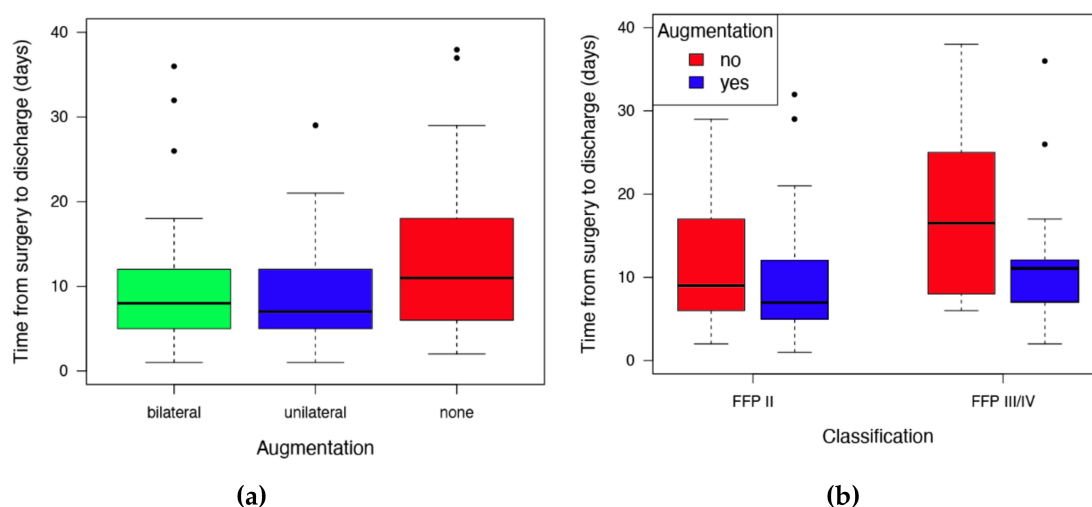 Time from surgery to discharge (days)
40
30
20
10
0
bilateral
unilateral
none
Augmentation
(a)
Time from surgery to discharge (days)
40
30
20
10
0
Augmentation
no
yes
FFP II
FFP III/IV
Classification
(b)